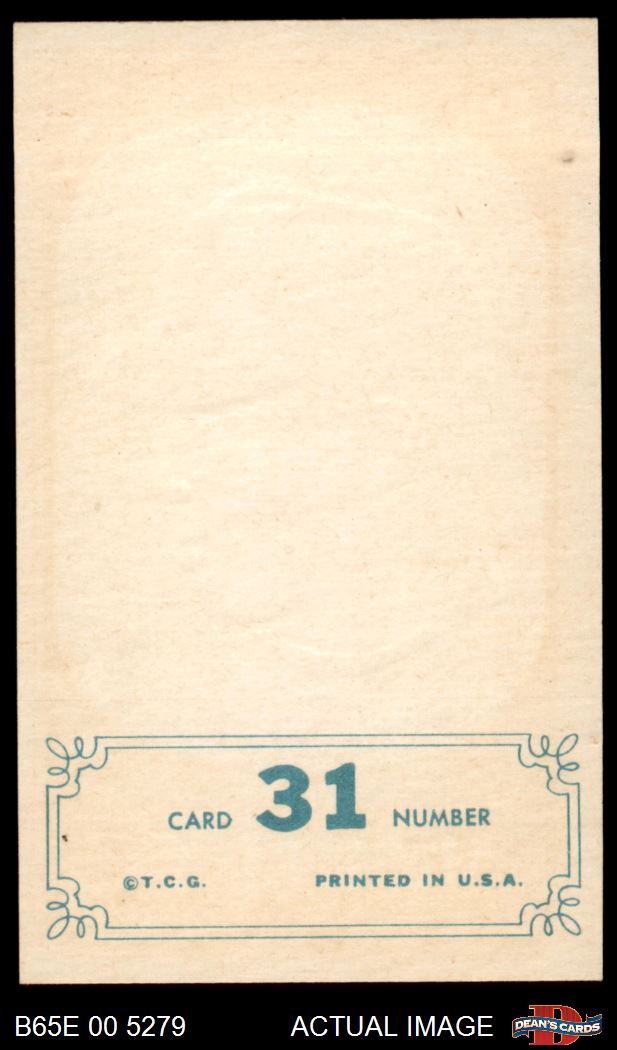 CARD 31 NUMBER
©T.C.G. PRINTED IN U.S.A.
B65E 00 5279 ACTUAL IMAGE DEAN'S CARDS